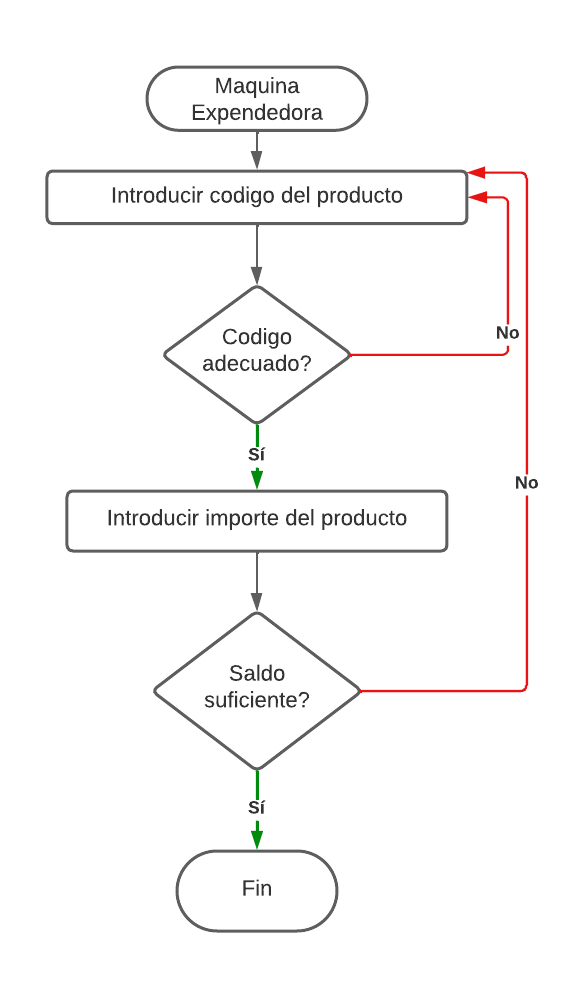 Maquina
Expendedora
Introducir codigo del producto
Codigo
adecuado?
No
Sí
Introducir importe del producto
No
Saldo
suficiente?
Sí
Fin